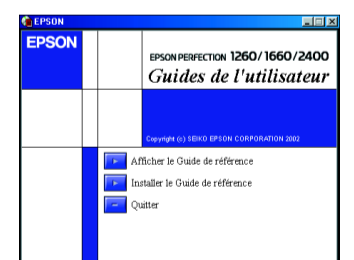 EPSON
EPSON
EPSON PERFECTION 1260/1660/2400
Guides de l'utilisateur
Copyright (c) SEIKO EPSON CORPORATION 2002
Afficher le Guide de référence
Installer le Guide de référence
Quitter